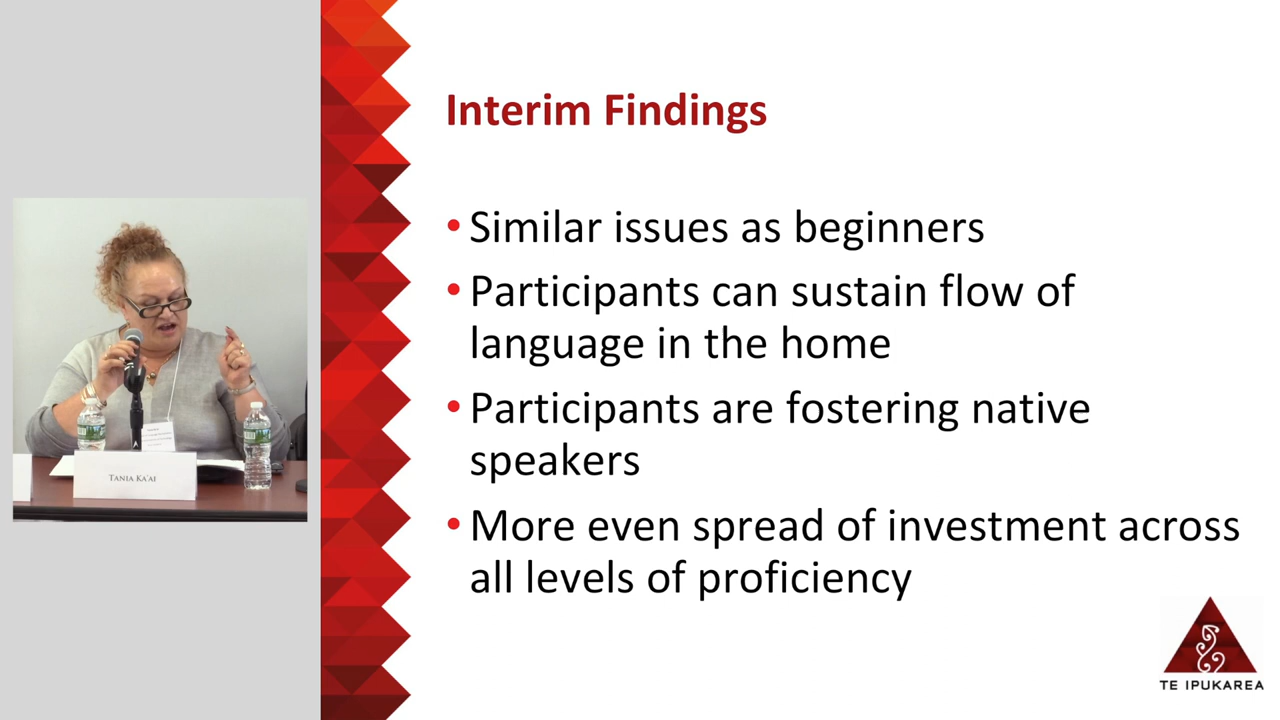 Interim Findings
• Similar issues as beginners
• Participants can sustain flow of
language in the home
• Participants are fostering native
speakers
• More even spread of investment across
all levels of proficiency
TANIA KA'AI
TE IPUKAREA